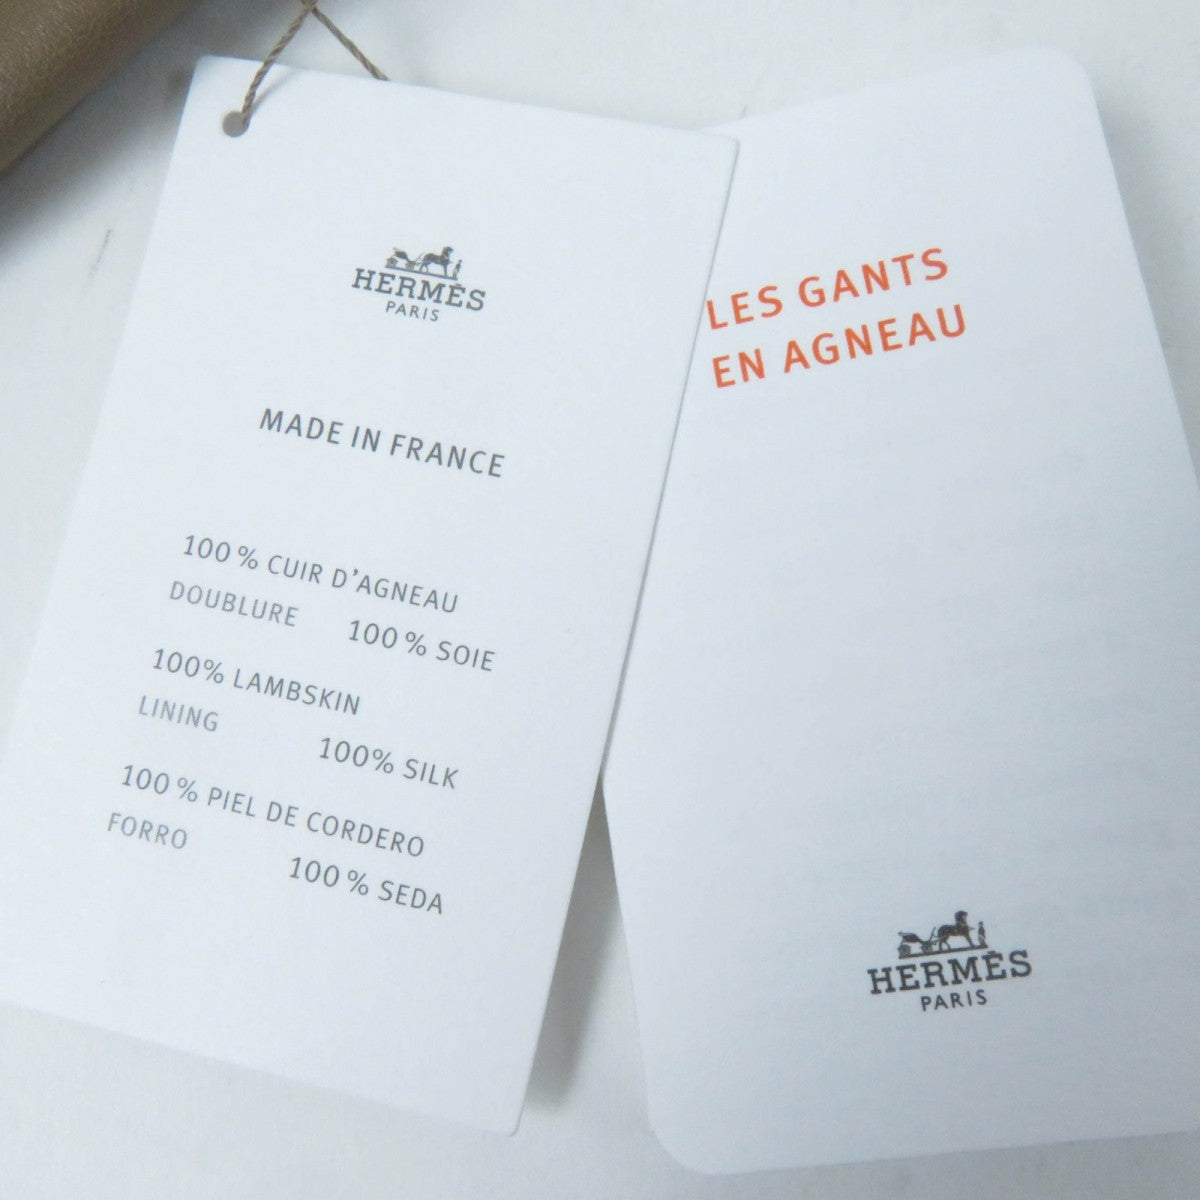 HERMÈS
PARIS
MADE IN FRANCE
100 % CUIR D’AGNEAU
DOUBLURE 100 % SOIE
100% LAMBSKIN
LINING 100% SILK
100 % PIEL DE CORDERO
FORRO 100 % SEDA
LES GANTS
EN AGNEAU
HERMÈS
PARIS